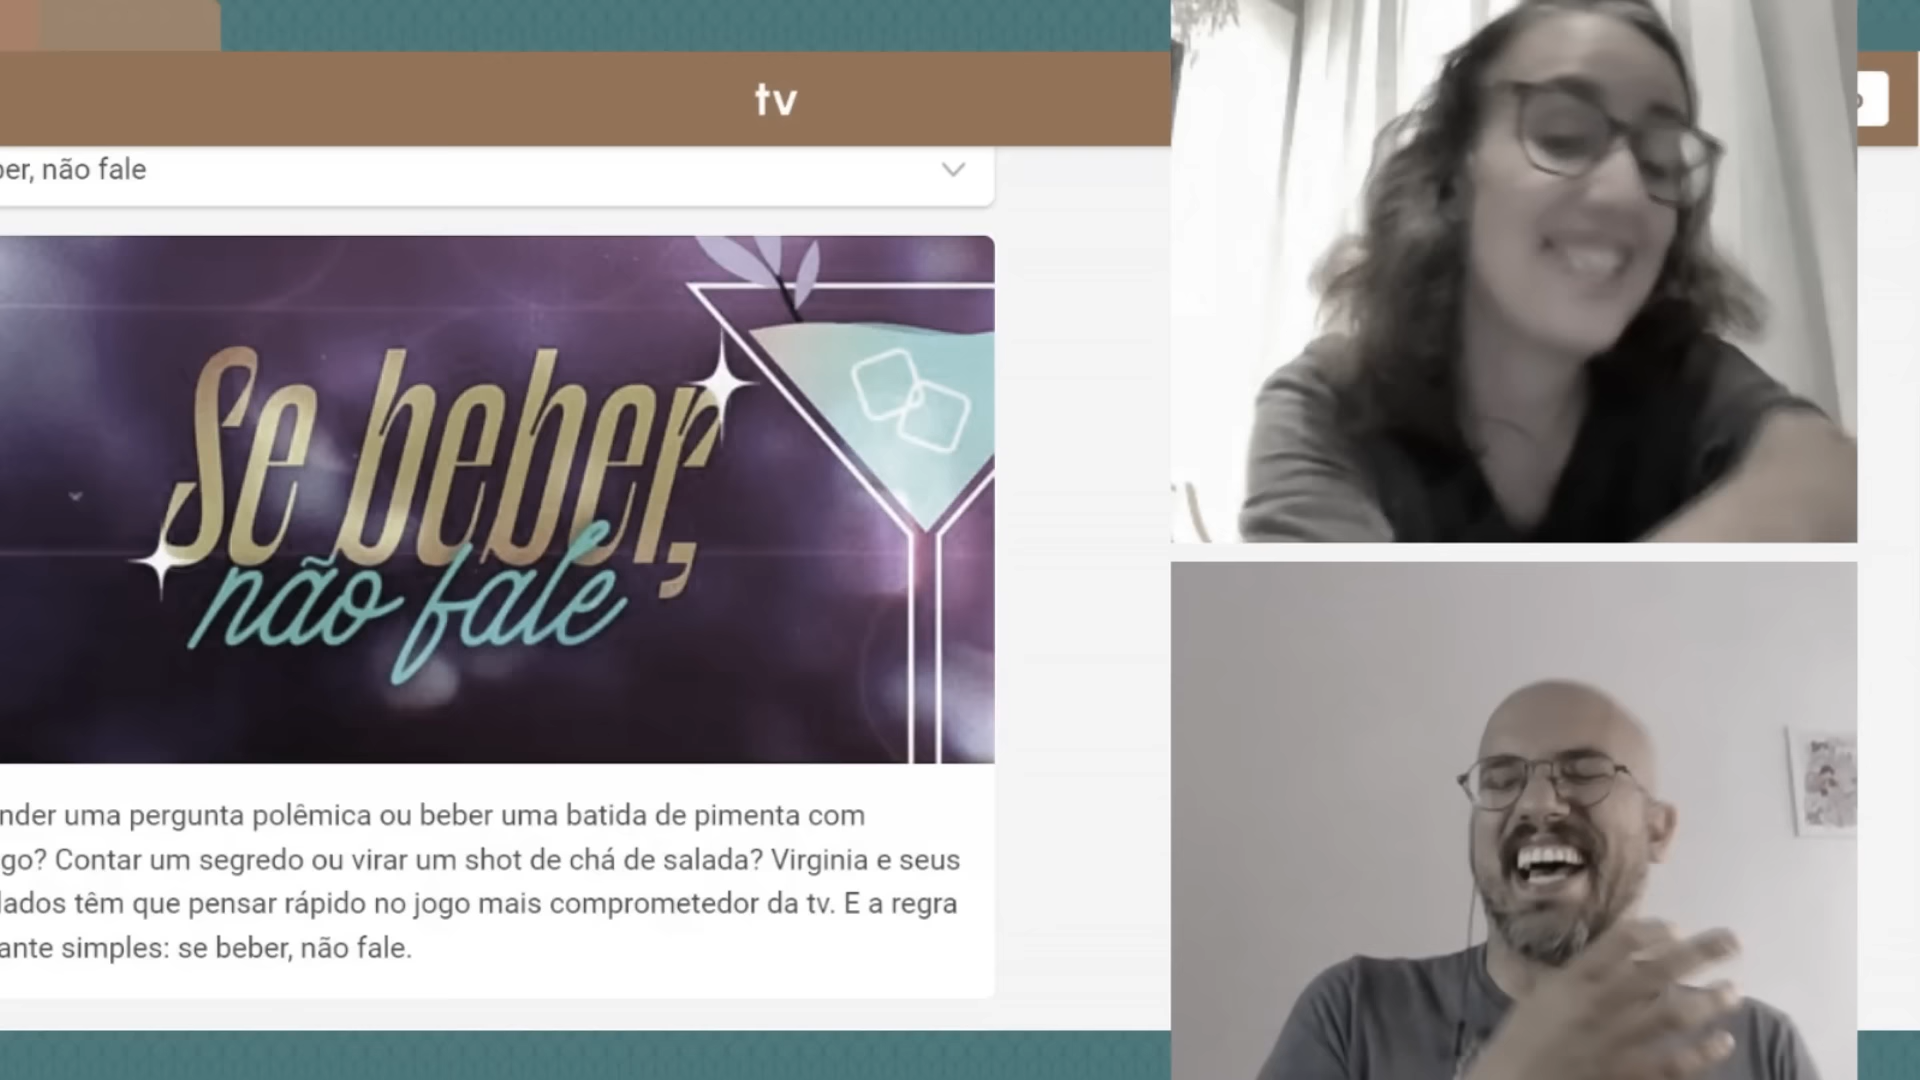 tv
ber, não fale
Se beber,
não fale
nder uma pergunta polêmica ou beber uma batida de pimenta com
go? Contar um segredo ou virar um shot de chá de salada? Virginia e seus
lados têm que pensar rápido no jogo mais comprometedor da tv. E a regra
ante simples: se beber, não fale.